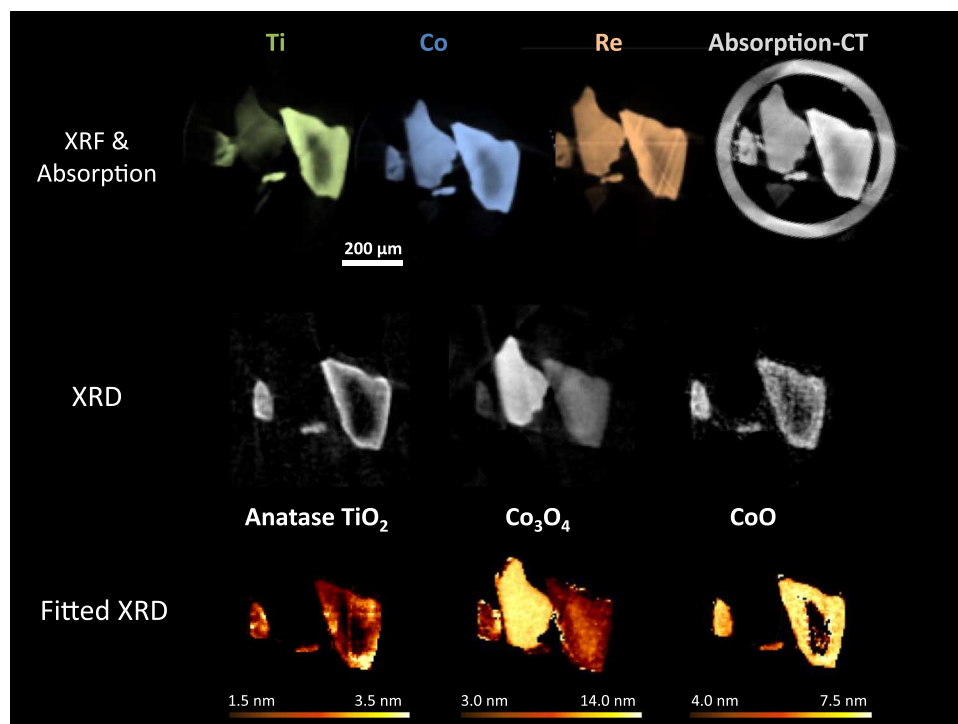 Ti Co Re Absorption-CT
XRF &
Absorption
200 µm
XRD
Anatase TiO₂ Co₃O₄ CoO
Fitted XRD
1.5 nm 3.5 nm 3.0 nm 14.0 nm 4.0 nm 7.5 nm